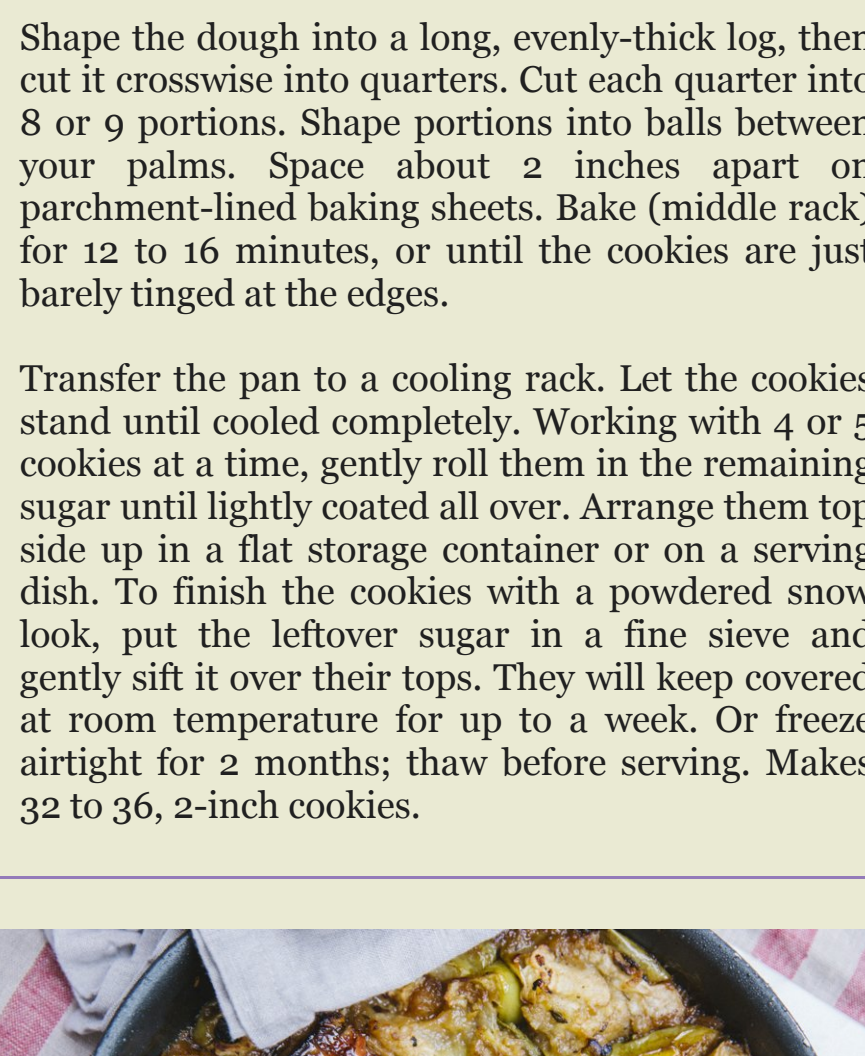 Shape the dough into a long, evenly-thick log, then
cut it crosswise into quarters. Cut each quarter into
8 or 9 portions. Shape portions into balls between
your palms. Space about 2 inches apart on
parchment-lined baking sheets. Bake (middle rack)
for 12 to 16 minutes, or until the cookies are just
barely tinged at the edges.
Transfer the pan to a cooling rack. Let the cookies
stand until cooled completely. Working with 4 or 5
cookies at a time, gently roll them in the remaining
sugar until lightly coated all over. Arrange them top
side up in a flat storage container or on a serving
dish. To finish the cookies with a powdered snow
look, put the leftover sugar in a fine sieve and
gently sift it over their tops. They will keep covered
at room temperature for up to a week. Or freeze
airtight for 2 months; thaw before serving. Makes
32 to 36, 2-inch cookies.